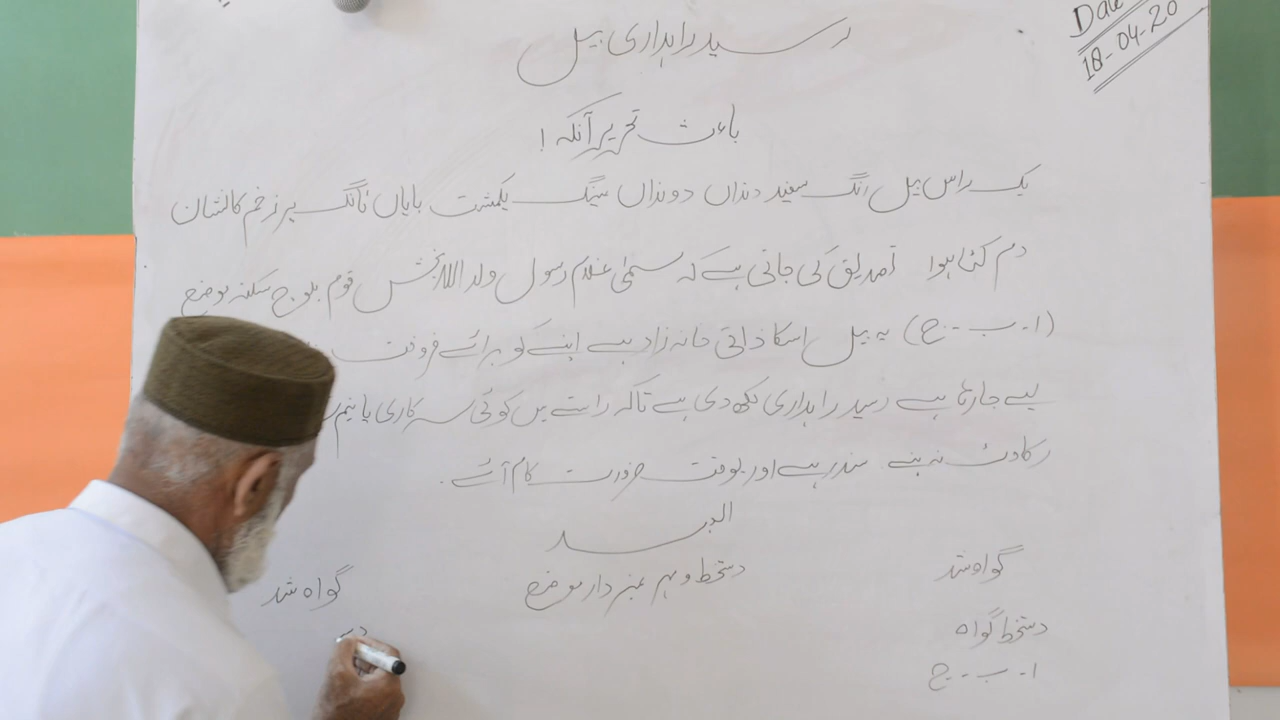 Date
18-04-20
رسید راہداری بیل
باعث تحریر آنکہ !
یک راس بیل رنگ سفید دنداں دونداں سینگ یکمشت بایاں ٹانگ پر زخم کا نشان
دم کٹا ہوا تصدیق کی جاتی ہے کہ مسمی غلام رسول ولد اللہ بخش قوم بلوچ سکنہ موضع
(ا-ب-ج) یہ بیل اسکا ذاتی خانہ زاد ہے اپنے کو برائے فروخت
لیے جارہا ہے رسید راہداری لکھ دی ہے تاکہ راستے میں کوئی سرکاری یا نیم
رکاوٹ نہ بنے سند رہے اور بوقت ضرورت کام آئے .
العبد
دستخط و مہر نمبردار موضع
گواہ شد
گواہ شد
دستخط گواہ
ا-ب-ج